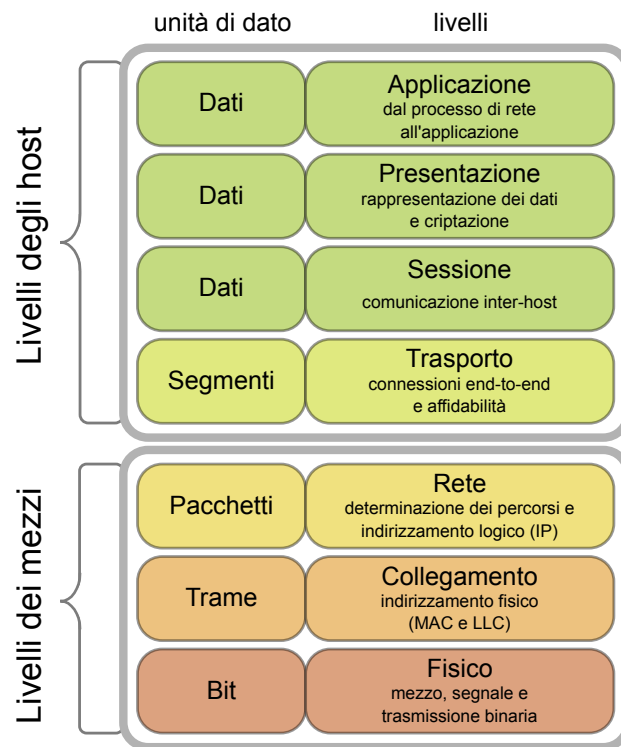 unità di dato
livelli
Livelli degli host
Dati
Applicazione
dal processo di rete
all'applicazione
Dati
Presentazione
rappresentazione dei dati
e criptazione
Dati
Sessione
comunicazione inter-host
Segmenti
Trasporto
connessioni end-to-end
e affidabilità
Livelli dei mezzi
Pacchetti
Rete
determinazione dei percorsi e
indirizzamento logico (IP)
Trame
Collegamento
indirizzamento fisico
(MAC e LLC)
Bit
Fisico
mezzo, segnale e
trasmissione binaria